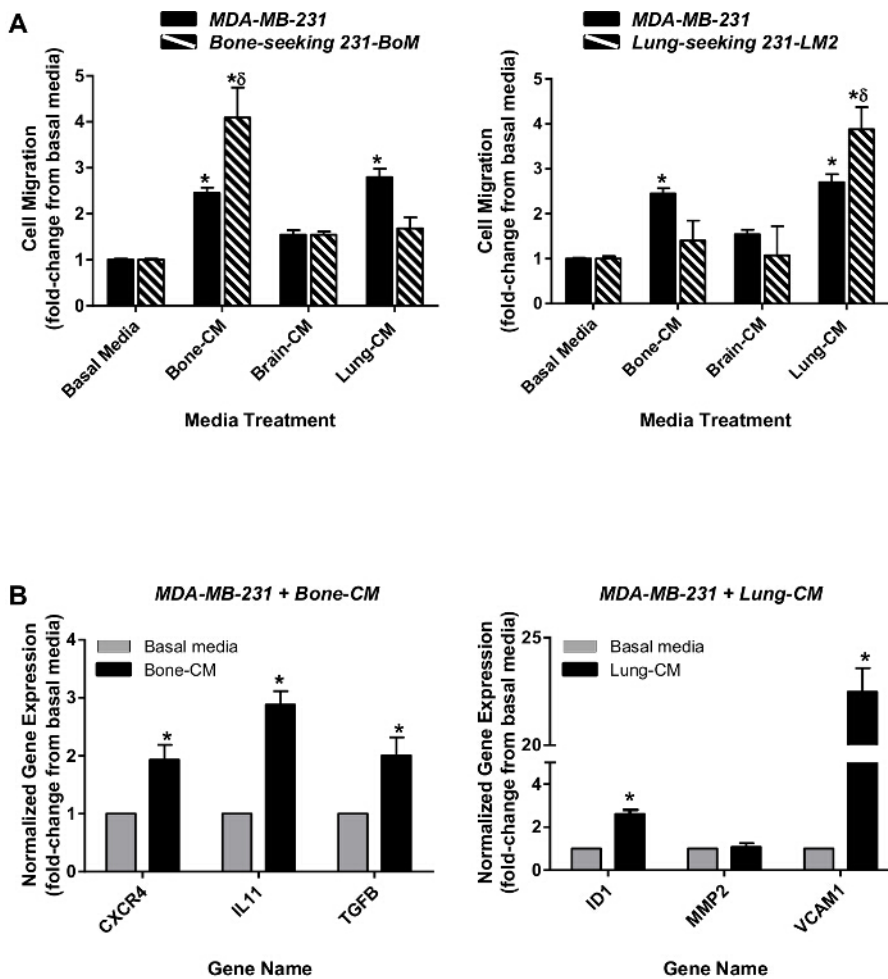 A
MDA-MB-231
Bone-seeking 231-BoM
Cell Migration
(fold-change from basal media)
5
4
3
2
1
0
*
*δ
*
Basal Media
Bone-CM
Brain-CM
Lung-CM
Media Treatment
MDA-MB-231
Lung-seeking 231-LM2
Cell Migration
(fold-change from basal media)
5
4
3
2
1
0
*
*
*δ
Basal Media
Bone-CM
Brain-CM
Lung-CM
Media Treatment
B
MDA-MB-231 + Bone-CM
Normalized Gene Expression
(fold-change from basal media)
4
3
2
1
0
Basal media
Bone-CM
*
*
*
CXCR4
IL11
TGFB
Gene Name
MDA-MB-231 + Lung-CM
Normalized Gene Expression
(fold-change from basal media)
25
20
4
2
0
Basal media
Lung-CM
*
*
ID1
MMP2
VCAM1
Gene Name